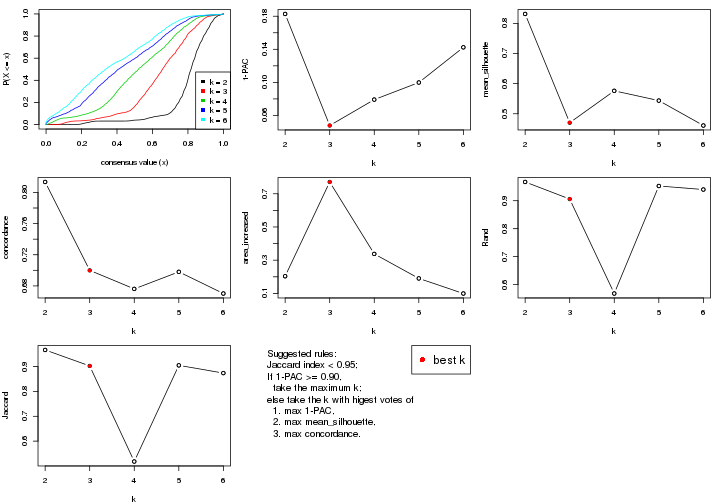 P(X <= x)
0.0 0.2 0.4 0.6 0.8 1.0
k = 2
k = 3
k = 4
k = 5
k = 6
0.0 0.2 0.4 0.6 0.8 1.0
consensus value (x)
1-PAC
0.06 0.10 0.14 0.18
2 3 4 5 6
k
mean_silhouette
0.5 0.6 0.7 0.8
2 3 4 5 6
k
concordance
0.68 0.72 0.76 0.80
2 3 4 5 6
k
area_increased
0.1 0.3 0.5 0.7
2 3 4 5 6
k
Rand
0.6 0.7 0.8 0.9
2 3 4 5 6
k
Jaccard
0.6 0.7 0.8 0.9
2 3 4 5 6
k
Suggested rules:
Jaccard index < 0.95;
If 1-PAC >= 0.90,
take the maximum k;
else take the k with higest votes of
1. max 1-PAC,
2. max mean_silhouette,
3. max concordance.
best k